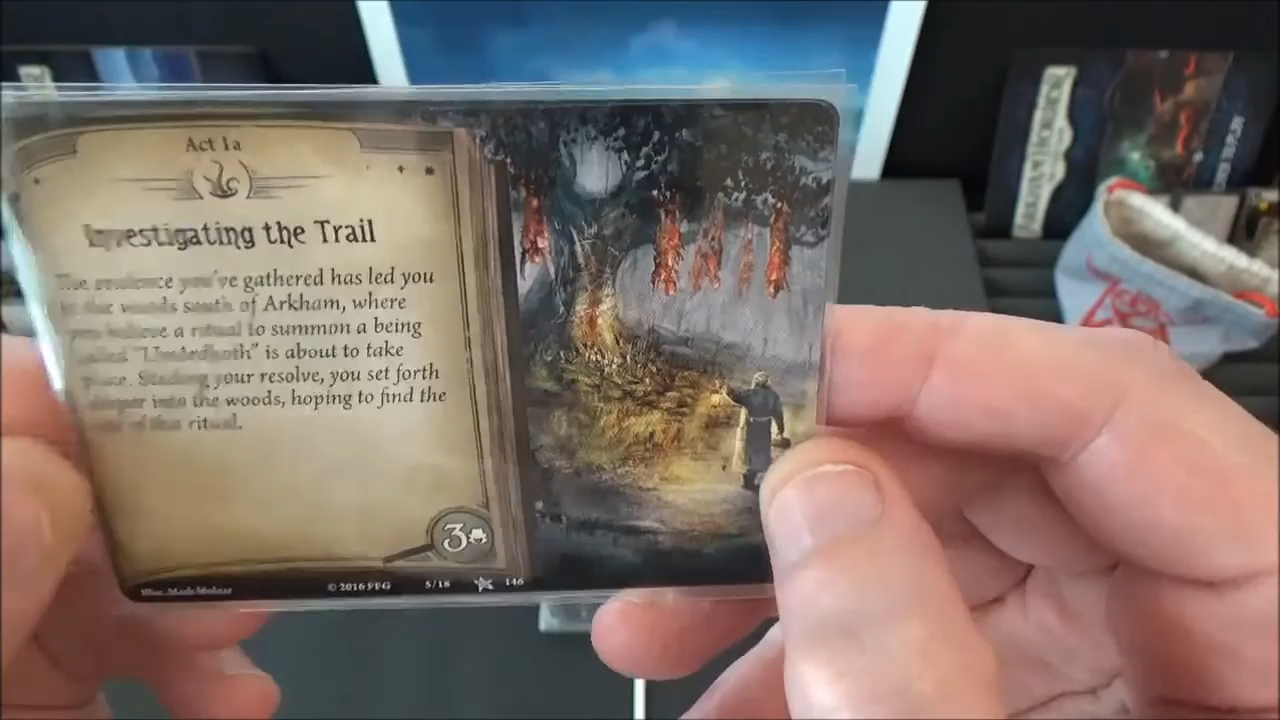 Act 1a
Investigating the Trail
The evidence you've gathered has led you
to the woods south of Arkham, where
you believe a ritual to summon a being
called "Umôrdhoth" is about to take
place. Steeling your resolve, you set forth
deeper into the woods, hoping to find the
of this ritual.
3
© 2016 FFG
5/18
146